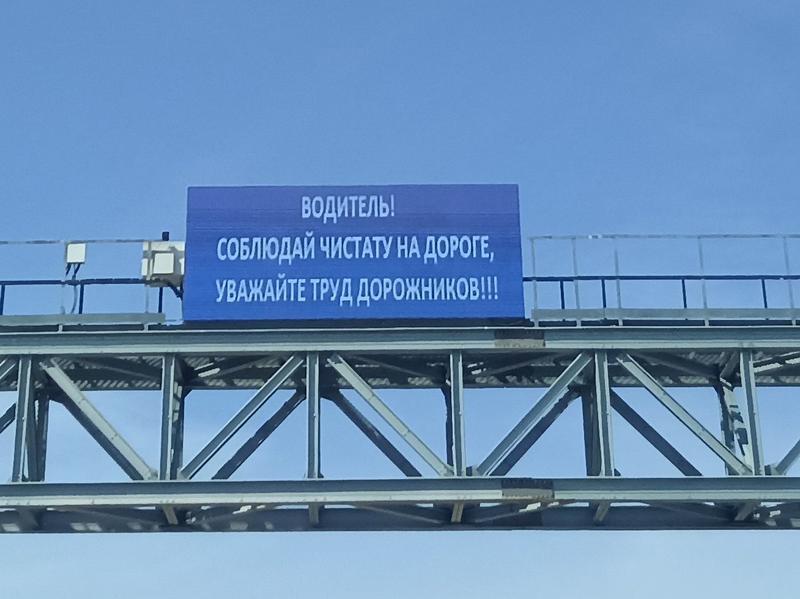 ВОДИТЕЛЬ!
СОБЛЮДАЙ ЧИСТАТУ НА ДОРОГЕ,
УВАЖАЙТЕ ТРУД ДОРОЖНИКОВ!!!